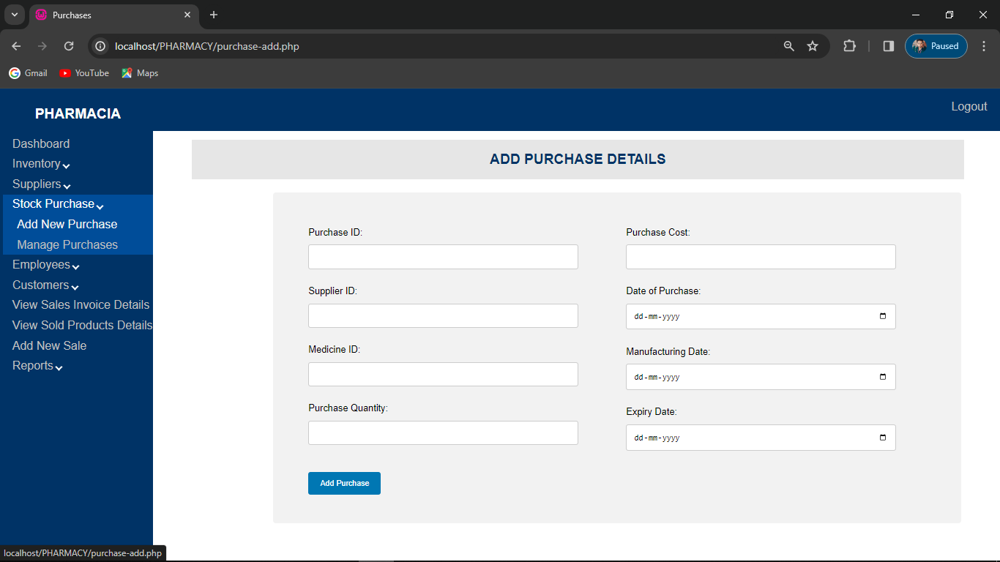 Purchases
localhost/PHARMACY/purchase-add.php
Paused
Gmail
YouTube
Maps
PHARMACIA
Logout
Dashboard
Inventory
Suppliers
Stock Purchase
Add New Purchase
Manage Purchases
Employees
Customers
View Sales Invoice Details
View Sold Products Details
Add New Sale
Reports
ADD PURCHASE DETAILS
Purchase ID:
Supplier ID:
Medicine ID:
Purchase Quantity:
Purchase Cost:
Date of Purchase:
dd-mm-yyyy
Manufacturing Date:
dd-mm-yyyy
Expiry Date:
dd-mm-yyyy
Add Purchase
localhost/PHARMACY/purchase-add.php